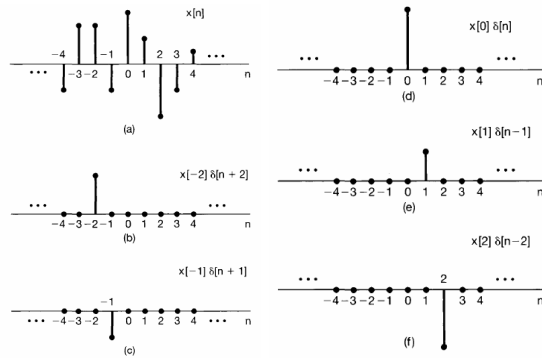 x[n]
−4 −1 2 3 ···
··· −3 −2 0 1 4 n
(a)
x[−2] δ[n + 2]
··· ···
−4 −3 −2 −1 0 1 2 3 4 n
(b)
x[−1] δ[n + 1]
−1
··· −4 −3 −2 0 1 2 3 4 ··· n
(c)
x[0] δ[n]
··· ···
−4 −3 −2 −1 0 1 2 3 4 n
(d)
x[1] δ[n−1]
··· ···
−4 −3 −2 −1 0 1 2 3 4 n
(e)
x[2] δ[n−2]
··· 2 ···
−4 −3 −2 −1 0 1 3 4 n
(f)